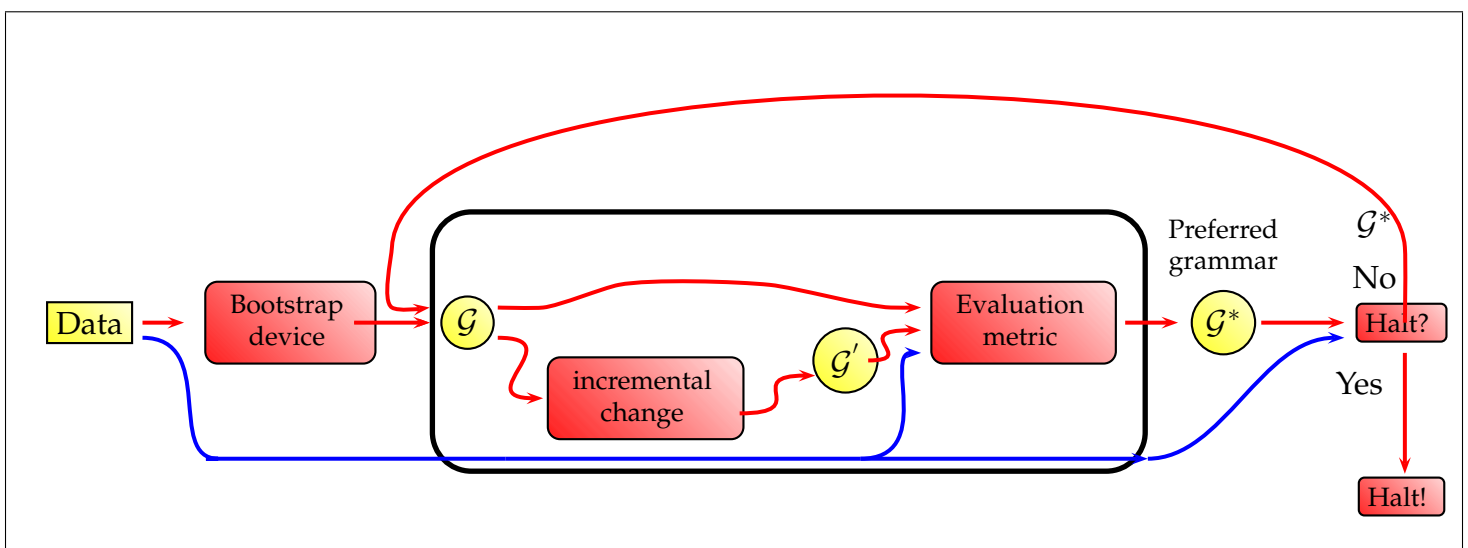 Data
Bootstrap
device
𝒢
incremental
change
𝒢′
Evaluation
metric
Preferred
grammar
𝒢*
𝒢*
No
Halt?
Yes
Halt!